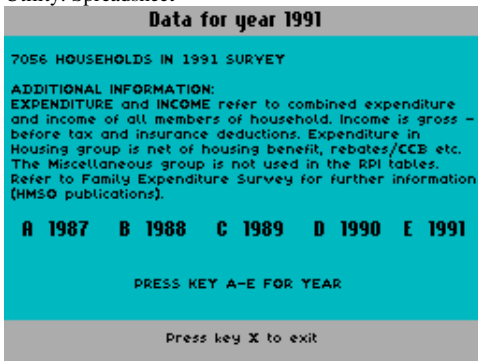 Utility: Spreadsheet
Data for year 1991
7056 HOUSEHOLDS IN 1991 SURVEY
ADDITIONAL INFORMATION:
EXPENDITURE and INCOME refer to combined expenditure
and income of all members of household. Income is gross –
before tax and insurance deductions. Expenditure in
Housing group is net of housing benefit, rebates/CCB etc.
The Miscellaneous group is not used in the RPI tables.
Refer to Family Expenditure Survey for further information
(HMSO publications).
A 1987 B 1988 C 1989 D 1990 E 1991
PRESS KEY A-E FOR YEAR
Press key X to exit